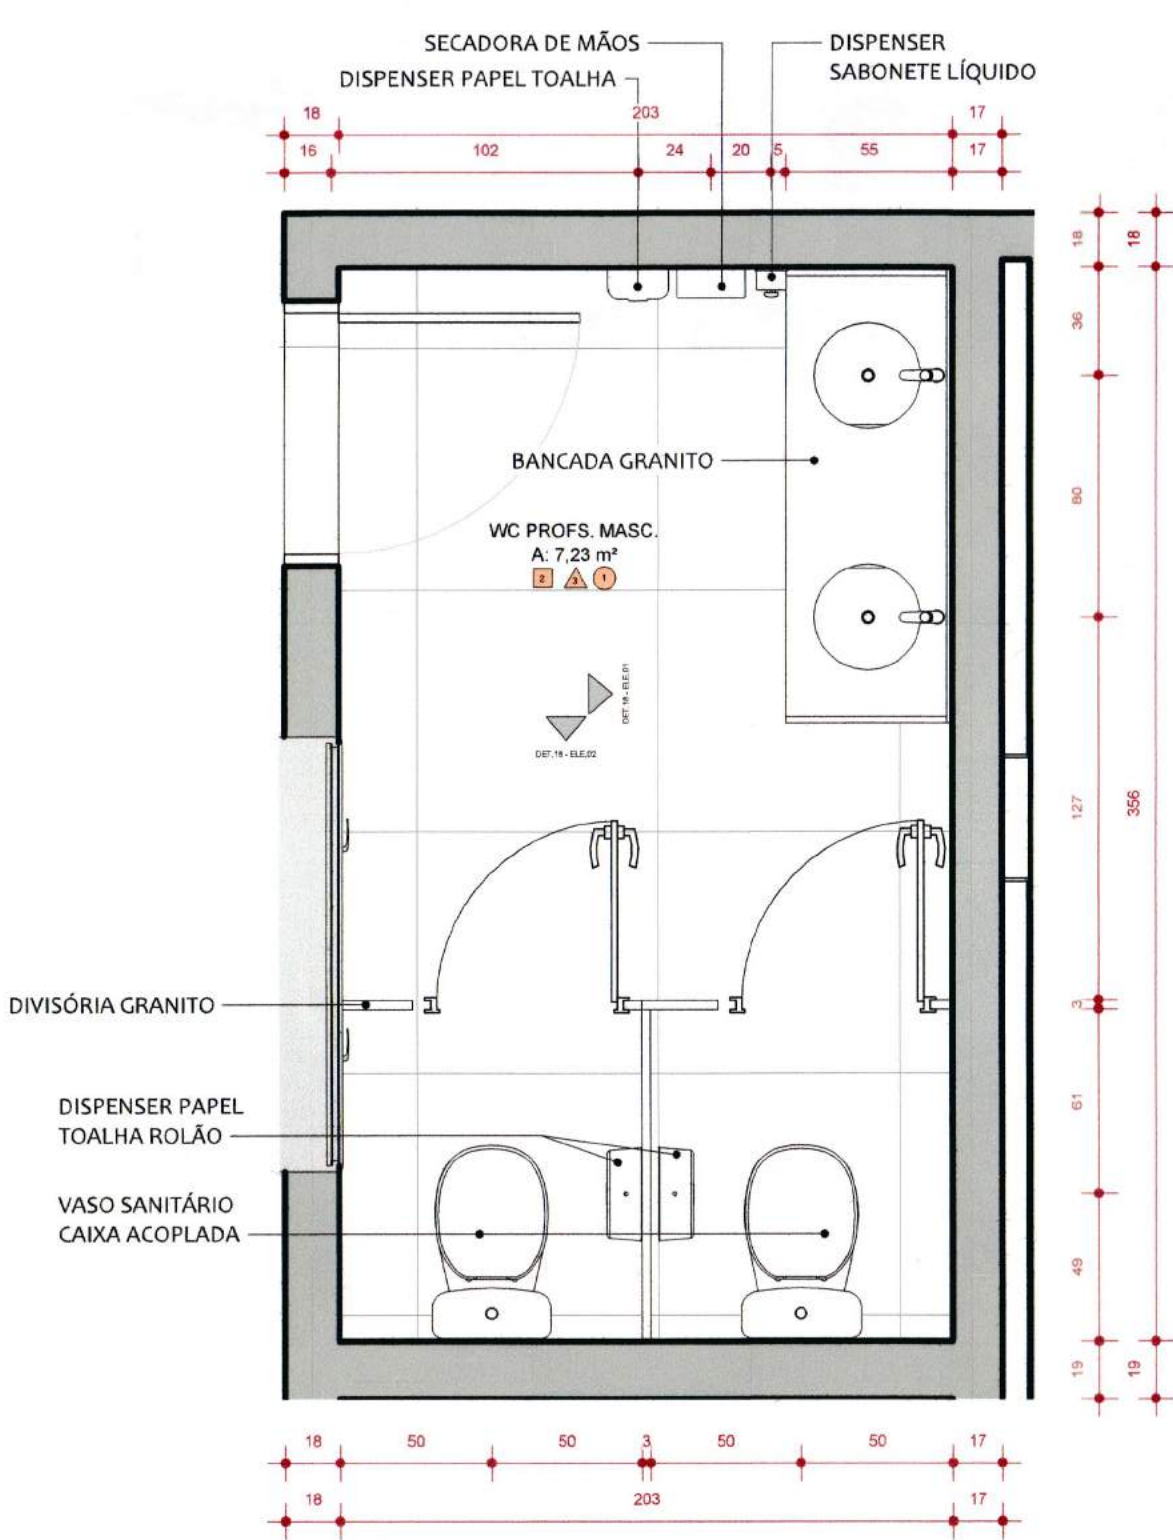 SECADORA DE MÃOS
DISPENSER
SABONETE LÍQUIDO
DISPENSER PAPEL TOALHA
18
203
17
16
102
24
20
5
55
17
18
18
36
BANCADA GRANITO
80
WC PROFS. MASC.
A: 7,23 m²
2
3
1
DET.18 - ELE.01
DET.18 - ELE.02
127
356
DIVISÓRIA GRANITO
3
61
DISPENSER PAPEL
TOALHA ROLÃO
VASO SANITÁRIO
CAIXA ACOPLADA
49
19
19
18
50
50
3
50
50
17
18
203
17